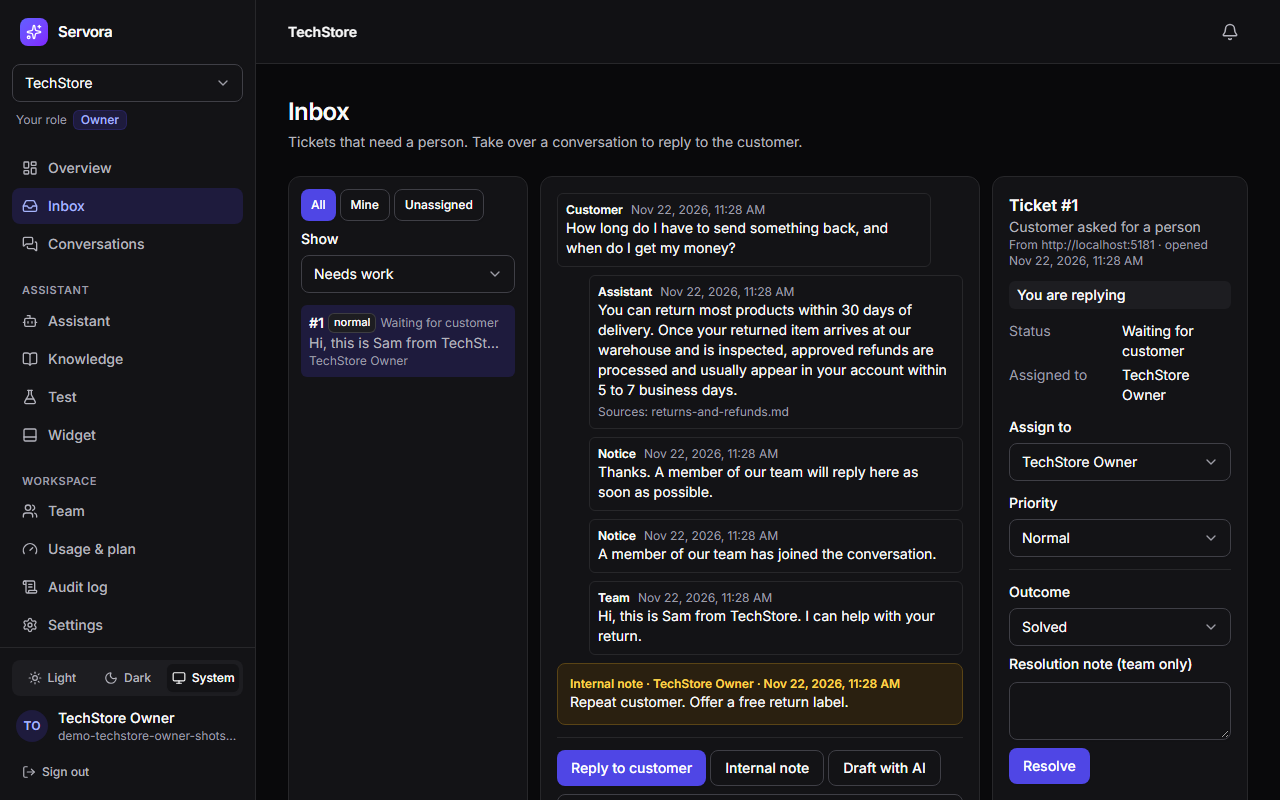 Servora
TechStore
Your role Owner
Overview
Inbox
Conversations
ASSISTANT
Assistant
Knowledge
Test
Widget
WORKSPACE
Team
Usage & plan
Audit log
Settings
Light Dark System
TO
TechStore Owner
demo-techstore-owner-shots...
Sign out
TechStore
Inbox
Tickets that need a person. Take over a conversation to reply to the customer.
All Mine Unassigned
Show
Needs work
#1 normal Waiting for customer
Hi, this is Sam from TechSt...
TechStore Owner
Customer Nov 22, 2026, 11:28 AM
How long do I have to send something back, and
when do I get my money?
Assistant Nov 22, 2026, 11:28 AM
You can return most products within 30 days of
delivery. Once your returned item arrives at our
warehouse and is inspected, approved refunds are
processed and usually appear in your account within
5 to 7 business days.
Sources: returns-and-refunds.md
Notice Nov 22, 2026, 11:28 AM
Thanks. A member of our team will reply here as
soon as possible.
Notice Nov 22, 2026, 11:28 AM
A member of our team has joined the conversation.
Team Nov 22, 2026, 11:28 AM
Hi, this is Sam from TechStore. I can help with your
return.
Internal note · TechStore Owner · Nov 22, 2026, 11:28 AM
Repeat customer. Offer a free return label.
Reply to customer Internal note Draft with AI
Ticket #1
Customer asked for a person
From http://localhost:5181 · opened
Nov 22, 2026, 11:28 AM
You are replying
Status Waiting for
customer
Assigned to TechStore
Owner
Assign to
TechStore Owner
Priority
Normal
Outcome
Solved
Resolution note (team only)
Resolve